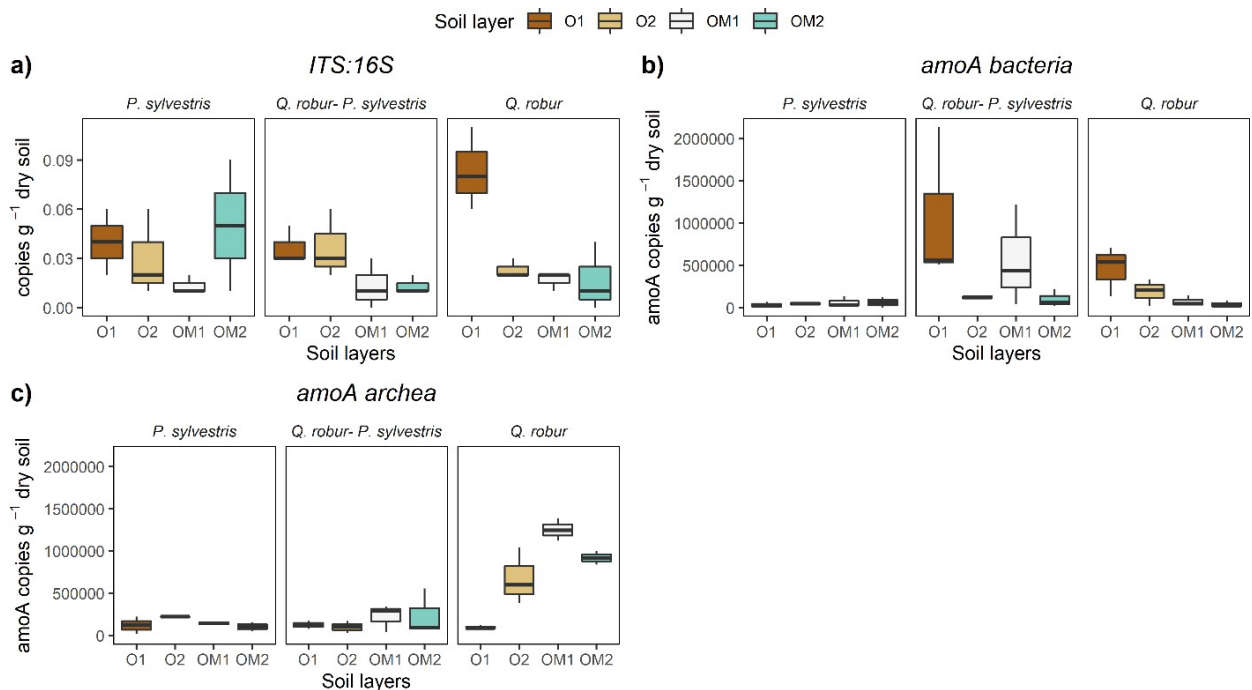 Soil layer O1 O2 OM1 OM2
a) ITS:16S
P. sylvestris Q. robur- P. sylvestris Q. robur
copies g⁻¹ dry soil
0.09
0.06
0.03
0.00
O1 O2 OM1 OM2 O1 O2 OM1 OM2 O1 O2 OM1 OM2
Soil layers
b) amoA bacteria
P. sylvestris Q. robur- P. sylvestris Q. robur
amoA copies g⁻¹ dry soil
2000000
1500000
1000000
500000
0
O1 O2 OM1 OM2 O1 O2 OM1 OM2 O1 O2 OM1 OM2
Soil layers
c) amoA archea
P. sylvestris Q. robur- P. sylvestris Q. robur
amoA copies g⁻¹ dry soil
2000000
1500000
1000000
500000
0
O1 O2 OM1 OM2 O1 O2 OM1 OM2 O1 O2 OM1 OM2
Soil layers